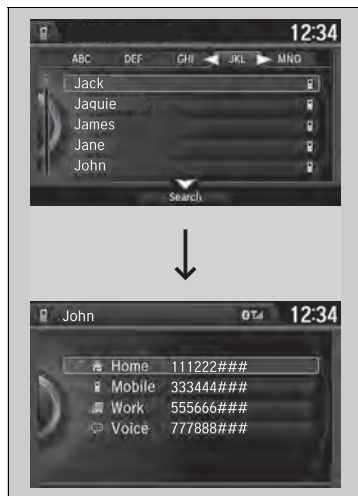 12:34
ABC DEF GHI JKL MNO
Jack
Jaquie
James
Jane
John
Search
John 12:34
Home 111222###
Mobile 333444###
Work 555666###
Voice 777888###